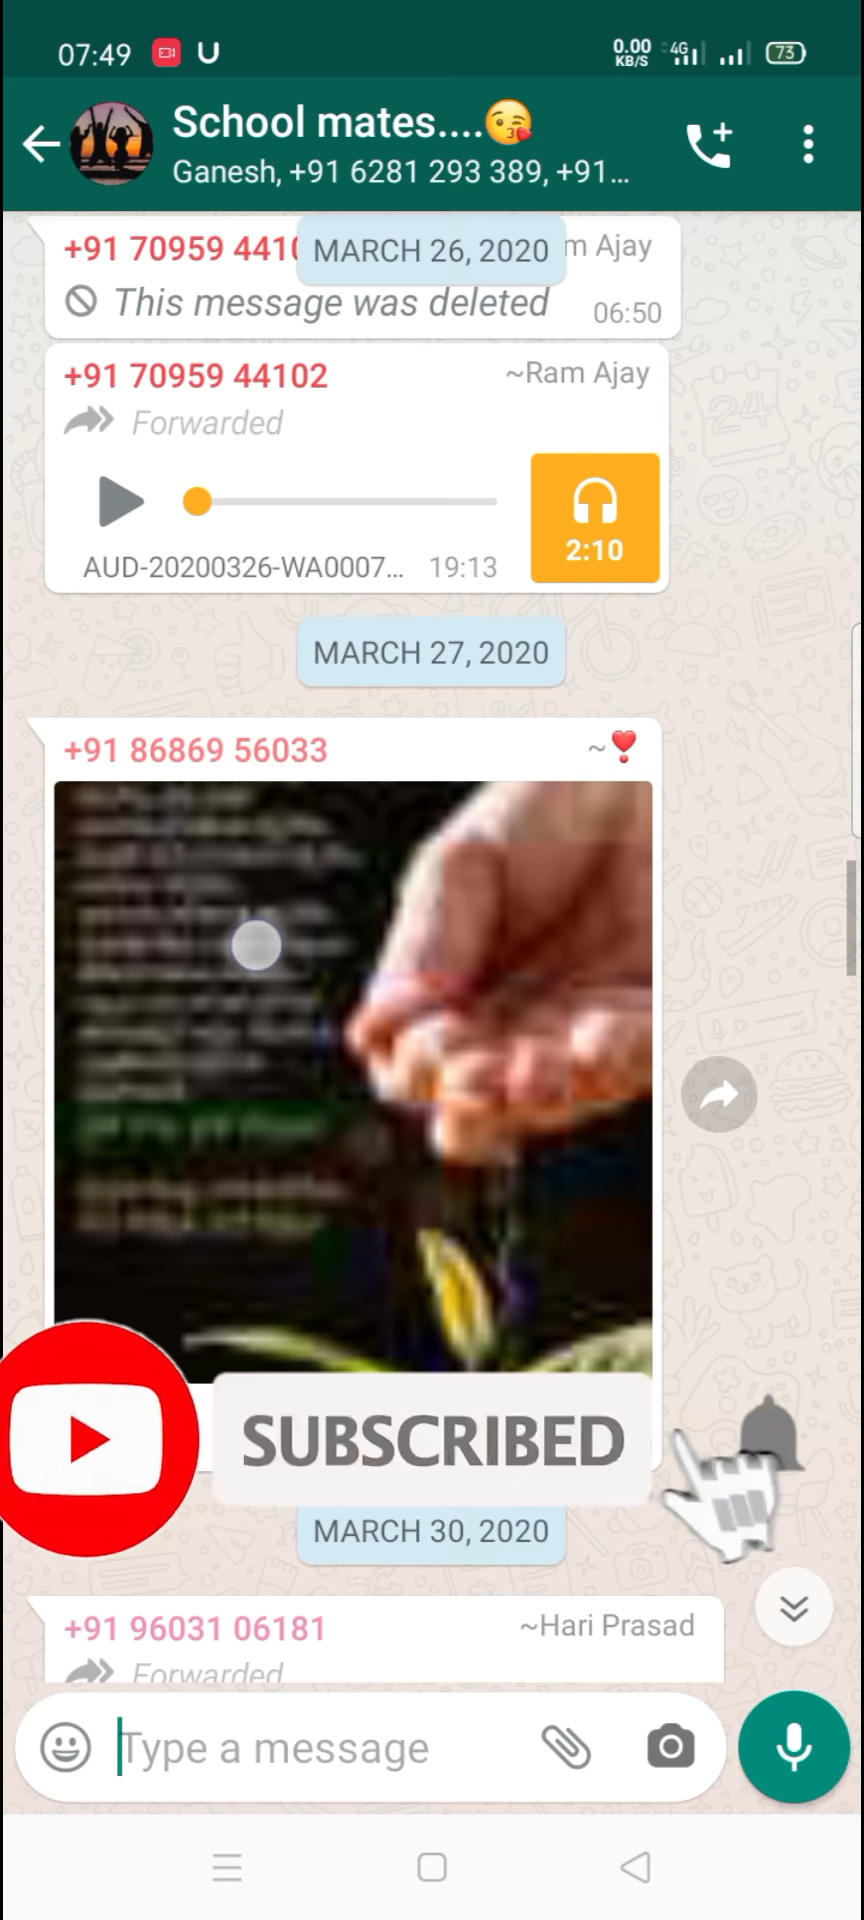 07:49
0.00
KB/S
4G
73
School mates....😘
Ganesh, +91 6281 293 389, +91...
+91 70959 4410
MARCH 26, 2020
m Ajay
This message was deleted
06:50
+91 70959 44102
~Ram Ajay
Forwarded
2:10
AUD-20200326-WA0007...
19:13
MARCH 27, 2020
+91 86869 56033
~❣
SUBSCRIBED
MARCH 30, 2020
+91 96031 06181
~Hari Prasad
Forwarded
Type a message